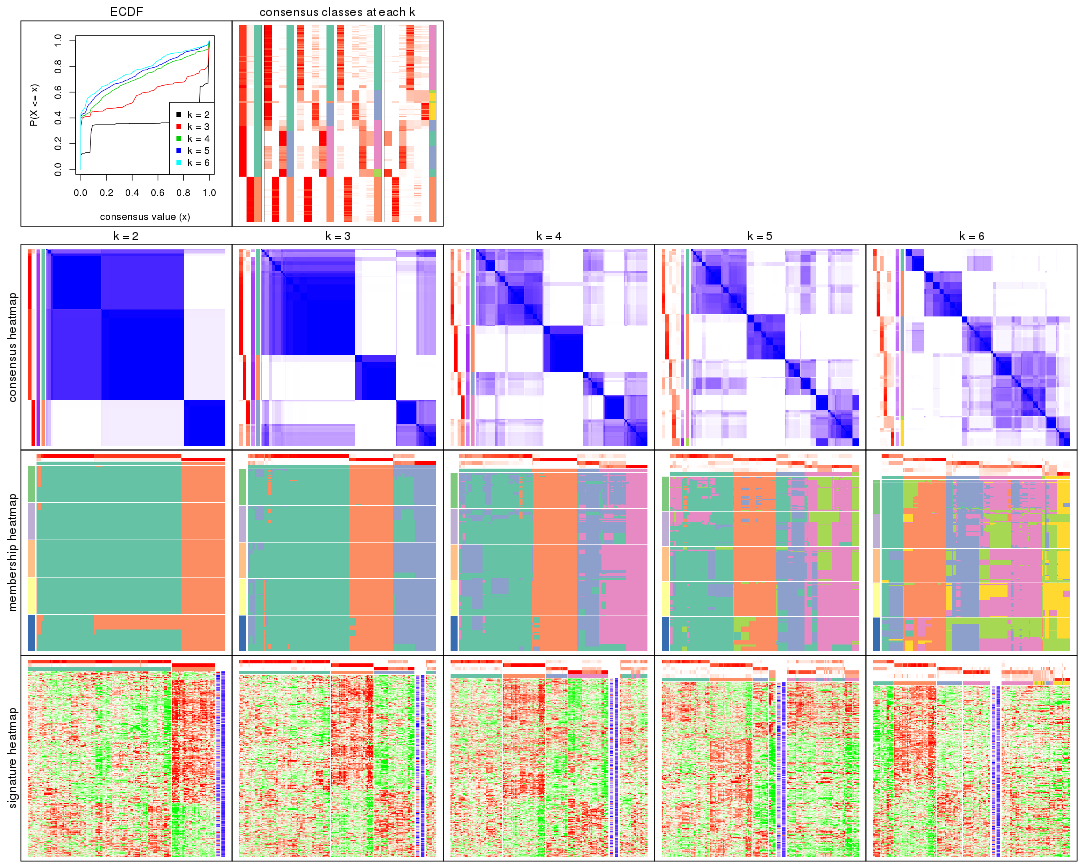 ECDF
consensus classes at each k
P(X <= x)
0.0 0.2 0.4 0.6 0.8 1.0
k = 2
k = 3
k = 4
k = 5
k = 6
0.0 0.2 0.4 0.6 0.8 1.0
consensus value (x)
k = 2
k = 3
k = 4
k = 5
k = 6
consensus heatmap
membership heatmap
signature heatmap